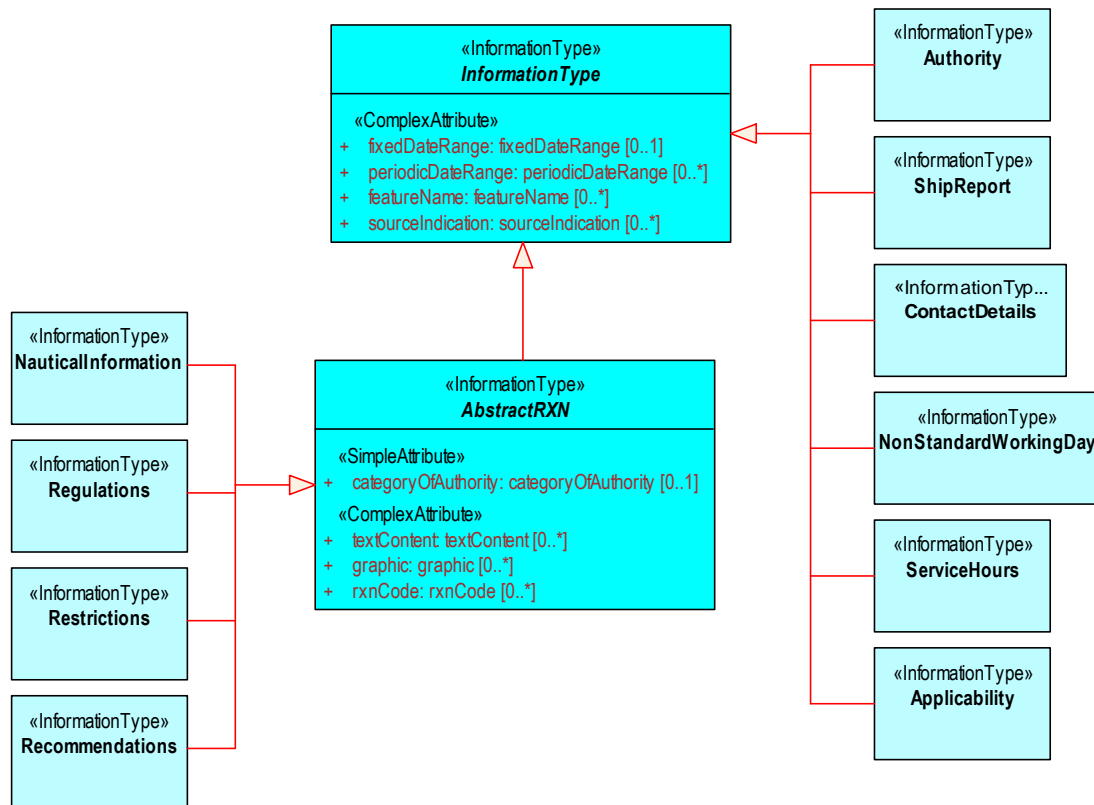 «InformationType»
InformationType
«ComplexAttribute»
+ fixedDateRange: fixedDateRange [0..1]
+ periodicDateRange: periodicDateRange [0..*]
+ featureName: featureName [0..*]
+ sourceIndication: sourceIndication [0..*]
«InformationType»
AbstractRXN
«SimpleAttribute»
+ categoryOfAuthority: categoryOfAuthority [0..1]
«ComplexAttribute»
+ textContent: textContent [0..*]
+ graphic: graphic [0..*]
+ rxnCode: rxnCode [0..*]
«InformationType»
NauticalInformation
«InformationType»
Regulations
«InformationType»
Restrictions
«InformationType»
Recommendations
«InformationType»
Authority
«InformationType»
ShipReport
«InformationTyp...
ContactDetails
«InformationType»
NonStandardWorkingDay
«InformationType»
ServiceHours
«InformationType»
Applicability